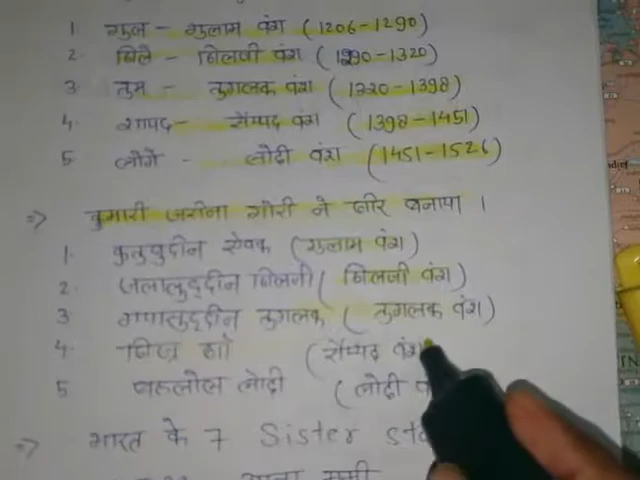 1 गुल - गुलाम वंश (1206-1290)
2 खिले - खिलजी वंश (1290-1320)
3 तुम - तुगलक वंश (1320-1398)
4. शायद - सैय्यद वंश (1398-1451)
5. लोगे - लोदी वंश (1451-1526)
⇒ कुमारी जरीना गोरी ने खीर बनाया ।
1. कुतुबुदीन ऐबक (गुलाम वंश)
2. जलालुद्दीन खिलजी (खिलजी वंश)
3 गयासुद्दीन तुगलक (तुगलक वंश)
4. खिज्र खाँ (सैय्यद वंश
5 बहलोल लोदी (लोदी
⇒ भारत के 7 Sister